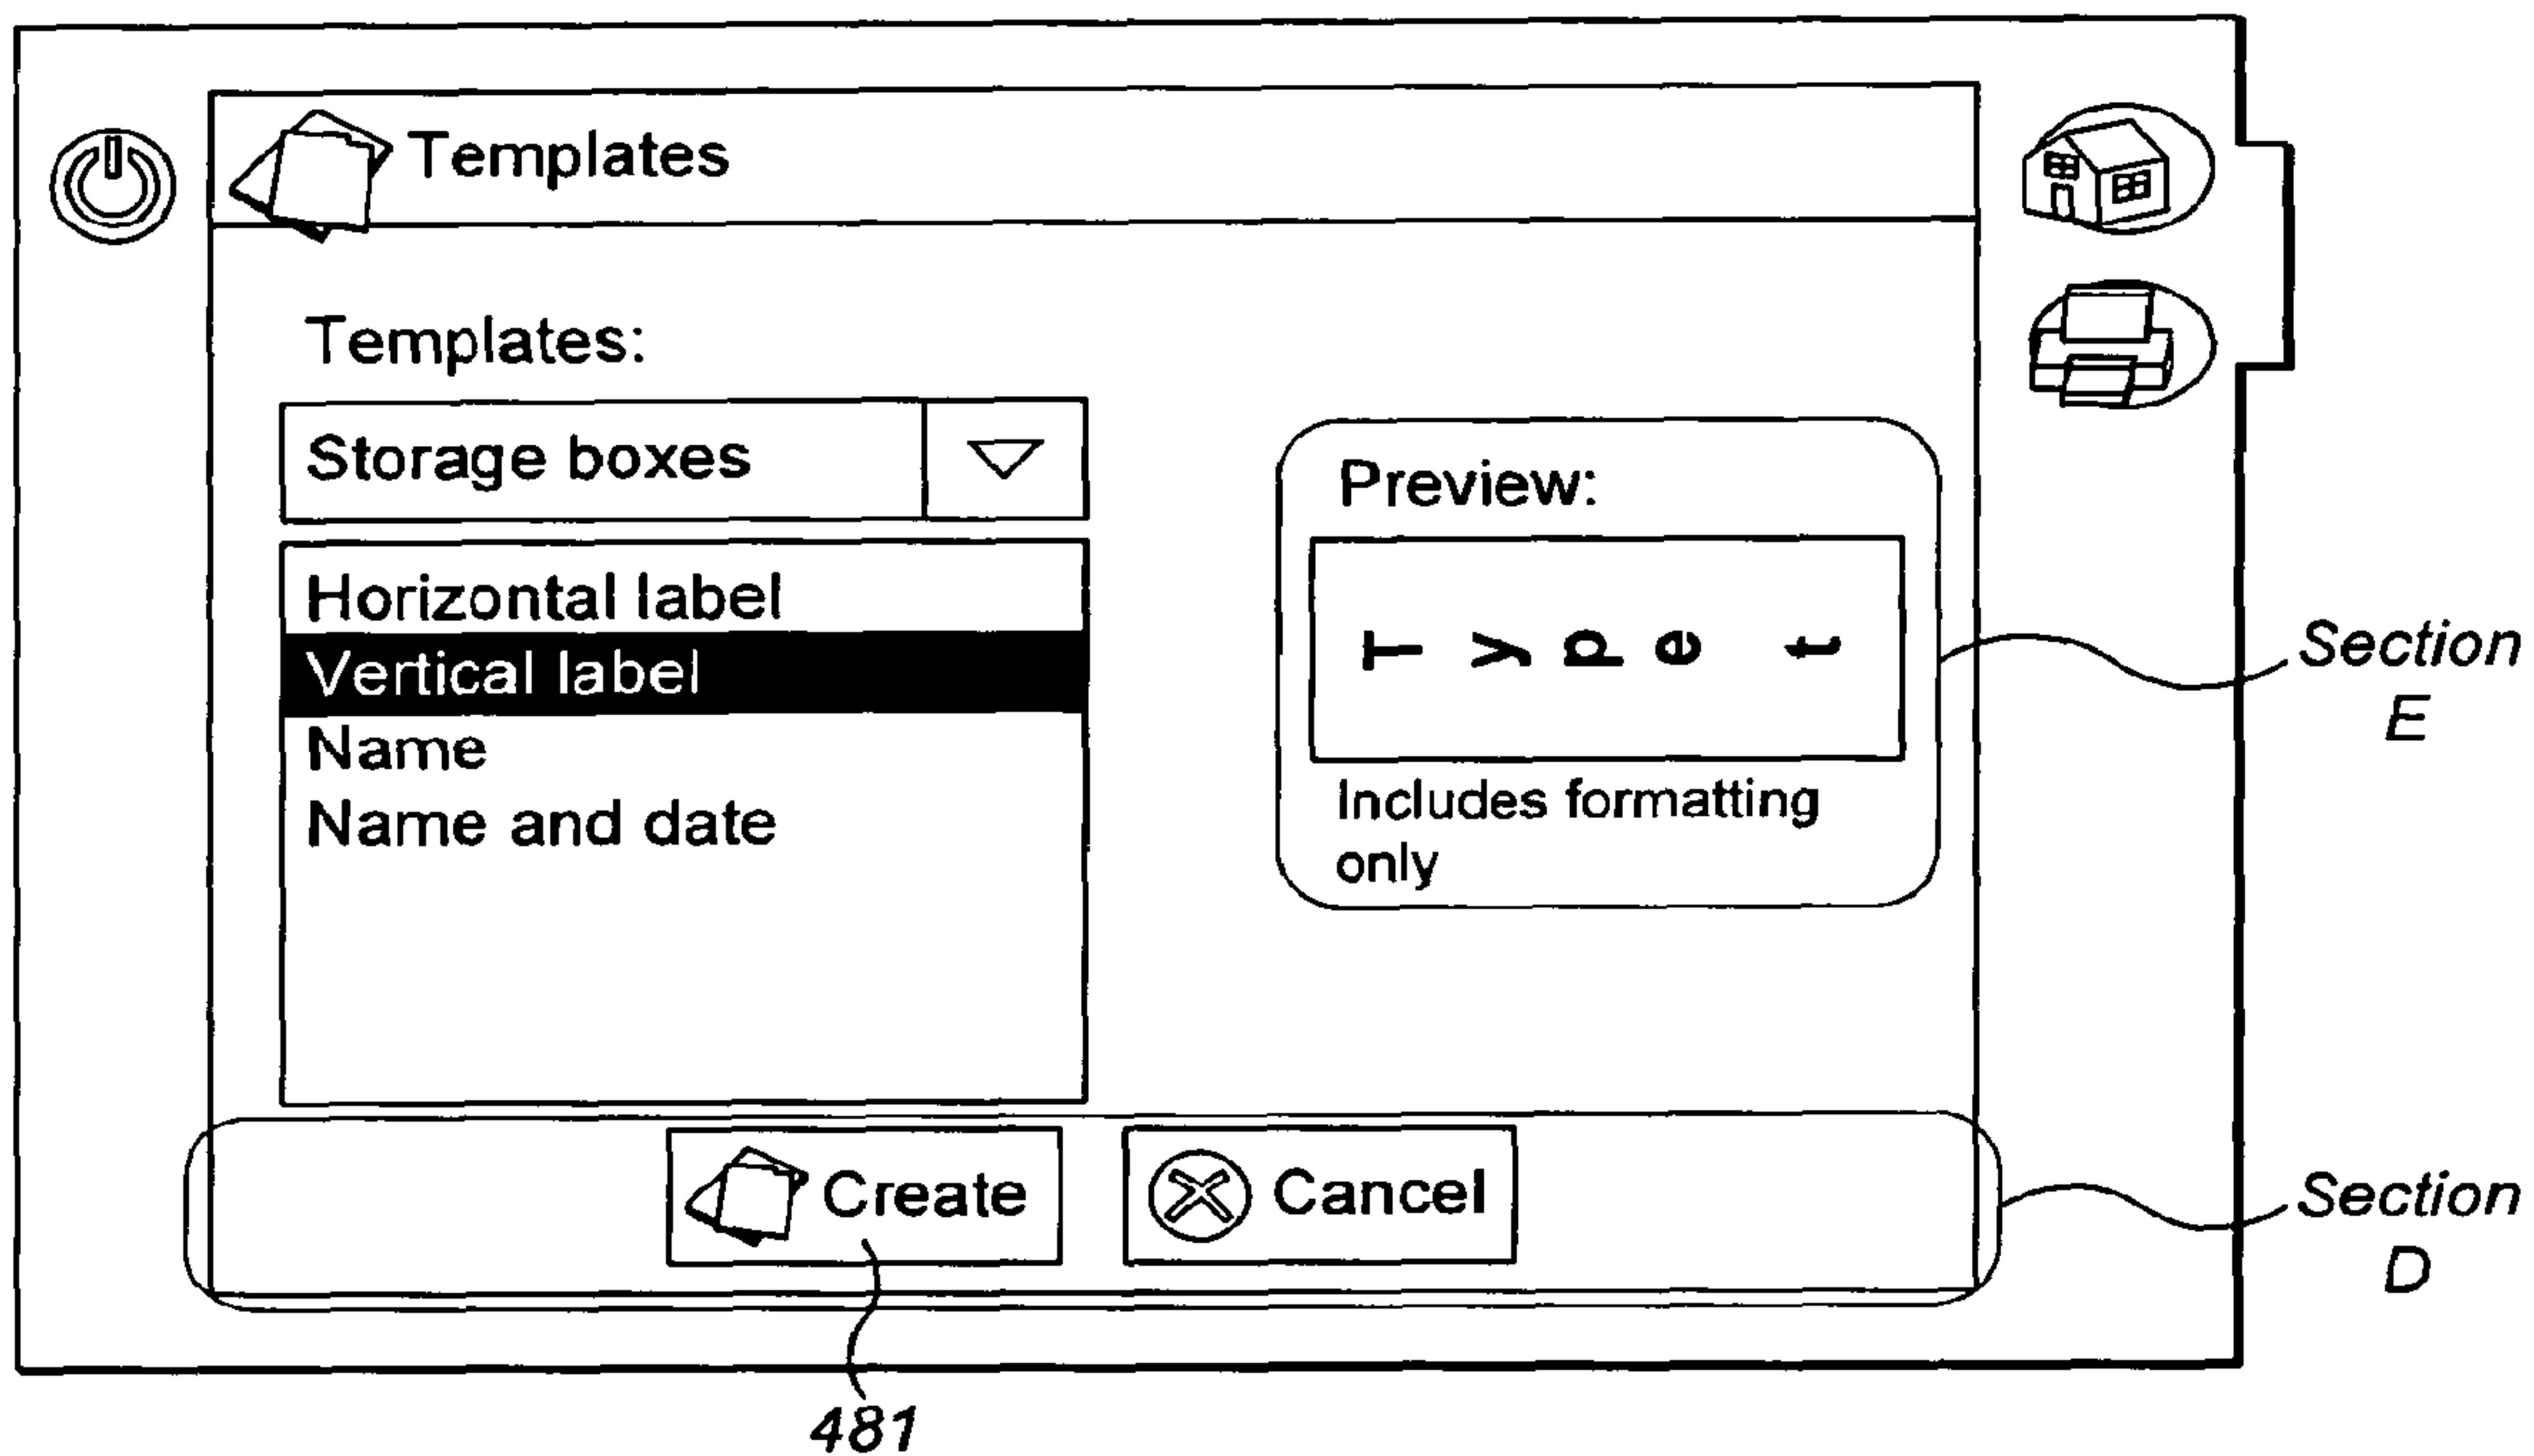 Templates
Templates:
Storage boxes
Horizontal label
Vertical label
Name
Name and date
Preview:
Type t
Includes formatting
only
Section
E
Create
Cancel
Section
D
481